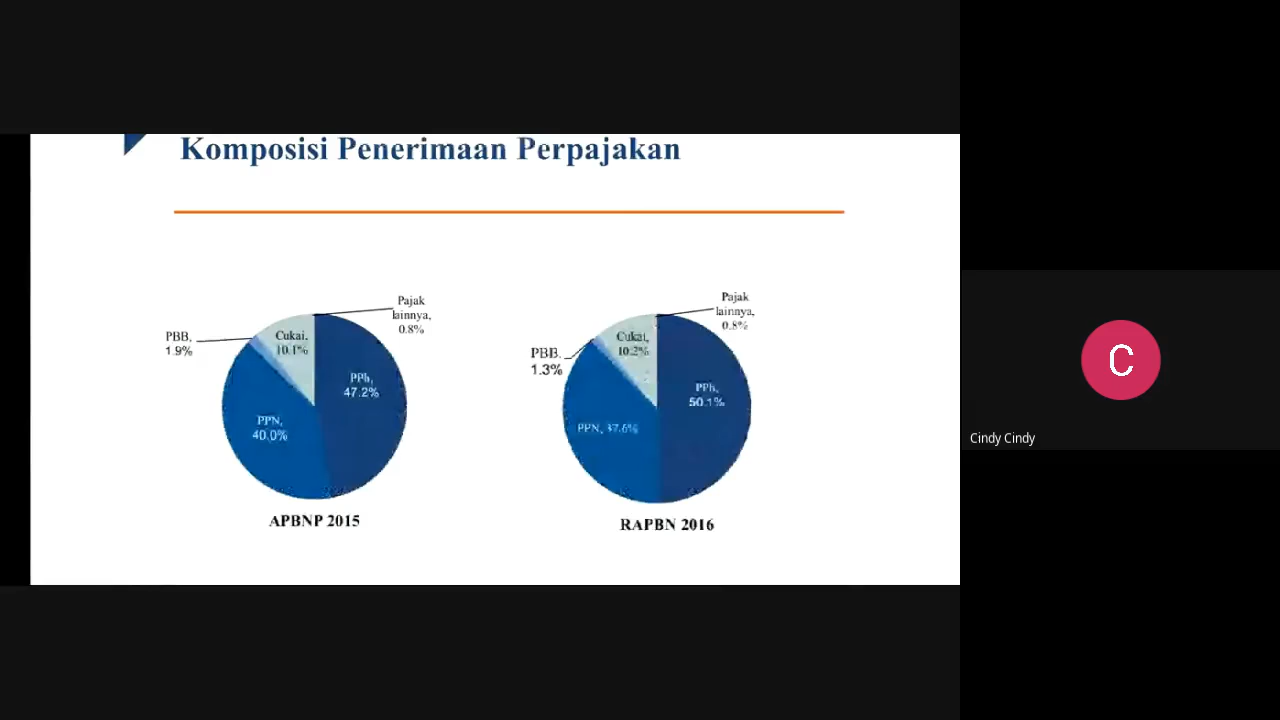 Komposisi Penerimaan Perpajakan
Pajak
lainnya,
0.8%
PBB,
1.9%
Cukai,
10.1%
PPh,
47.2%
PPN,
40.0%
APBNP 2015
Pajak
lainnya,
0.8%
PBB.
1.3%
Cukai,
10.2%
PPh,
50.1%
PPN, 37.6%
RAPBN 2016
C
Cindy Cindy